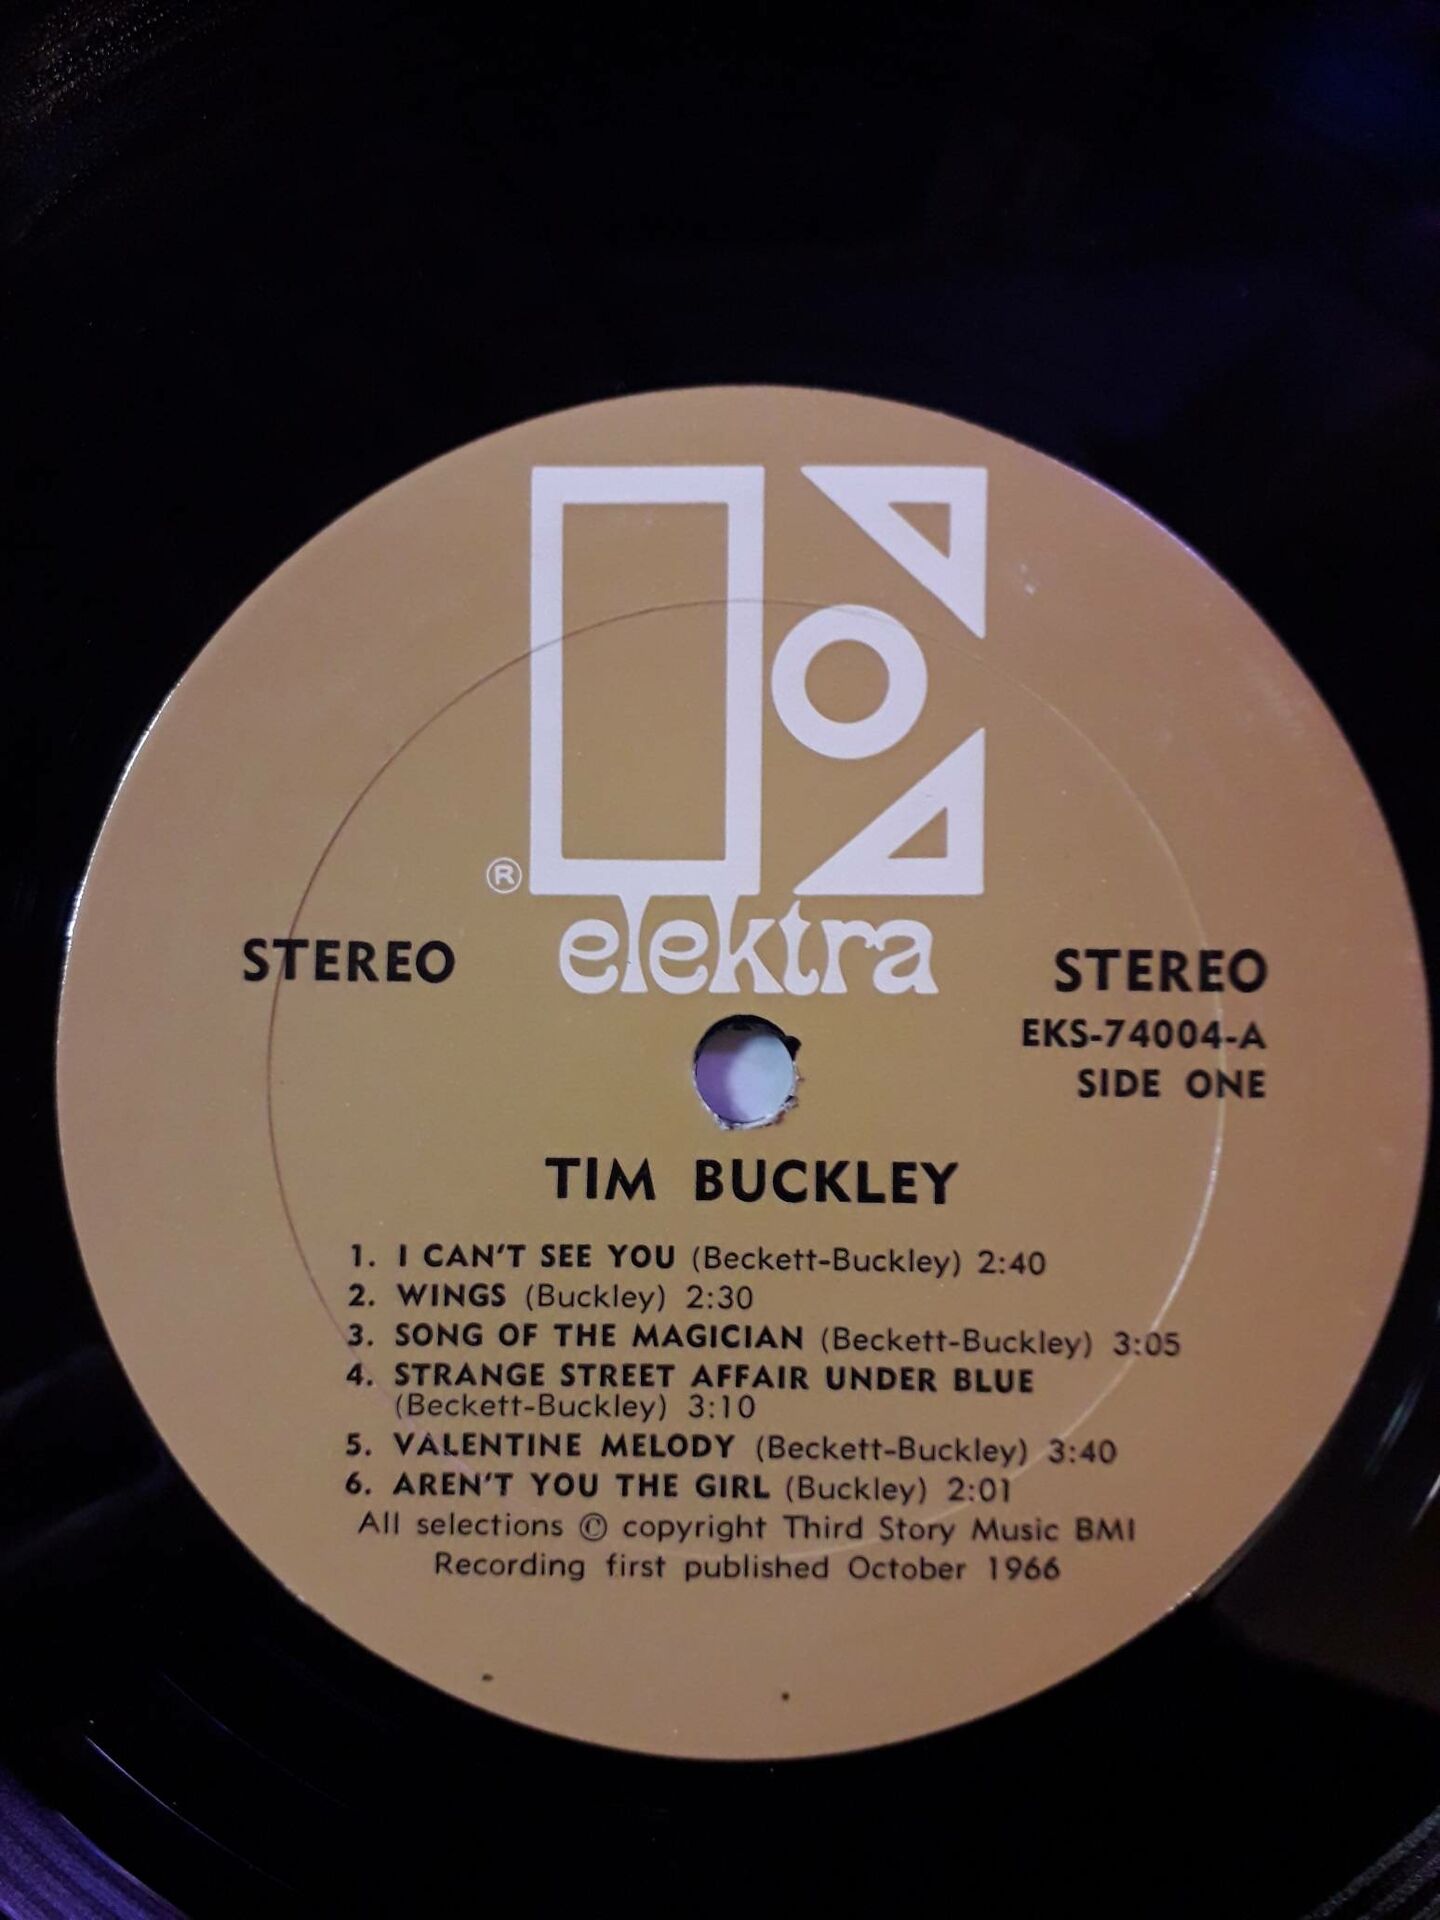 ®
elektra
STEREO
STEREO
EKS-74004-A
SIDE ONE
TIM BUCKLEY
1. I CAN'T SEE YOU (Beckett-Buckley) 2:40
2. WINGS (Buckley) 2:30
3. SONG OF THE MAGICIAN (Beckett-Buckley) 3:05
4. STRANGE STREET AFFAIR UNDER BLUE
(Beckett-Buckley) 3:10
5. VALENTINE MELODY (Beckett-Buckley) 3:40
6. AREN'T YOU THE GIRL (Buckley) 2:01
All selections © copyright Third Story Music BMI
Recording first published October 1966